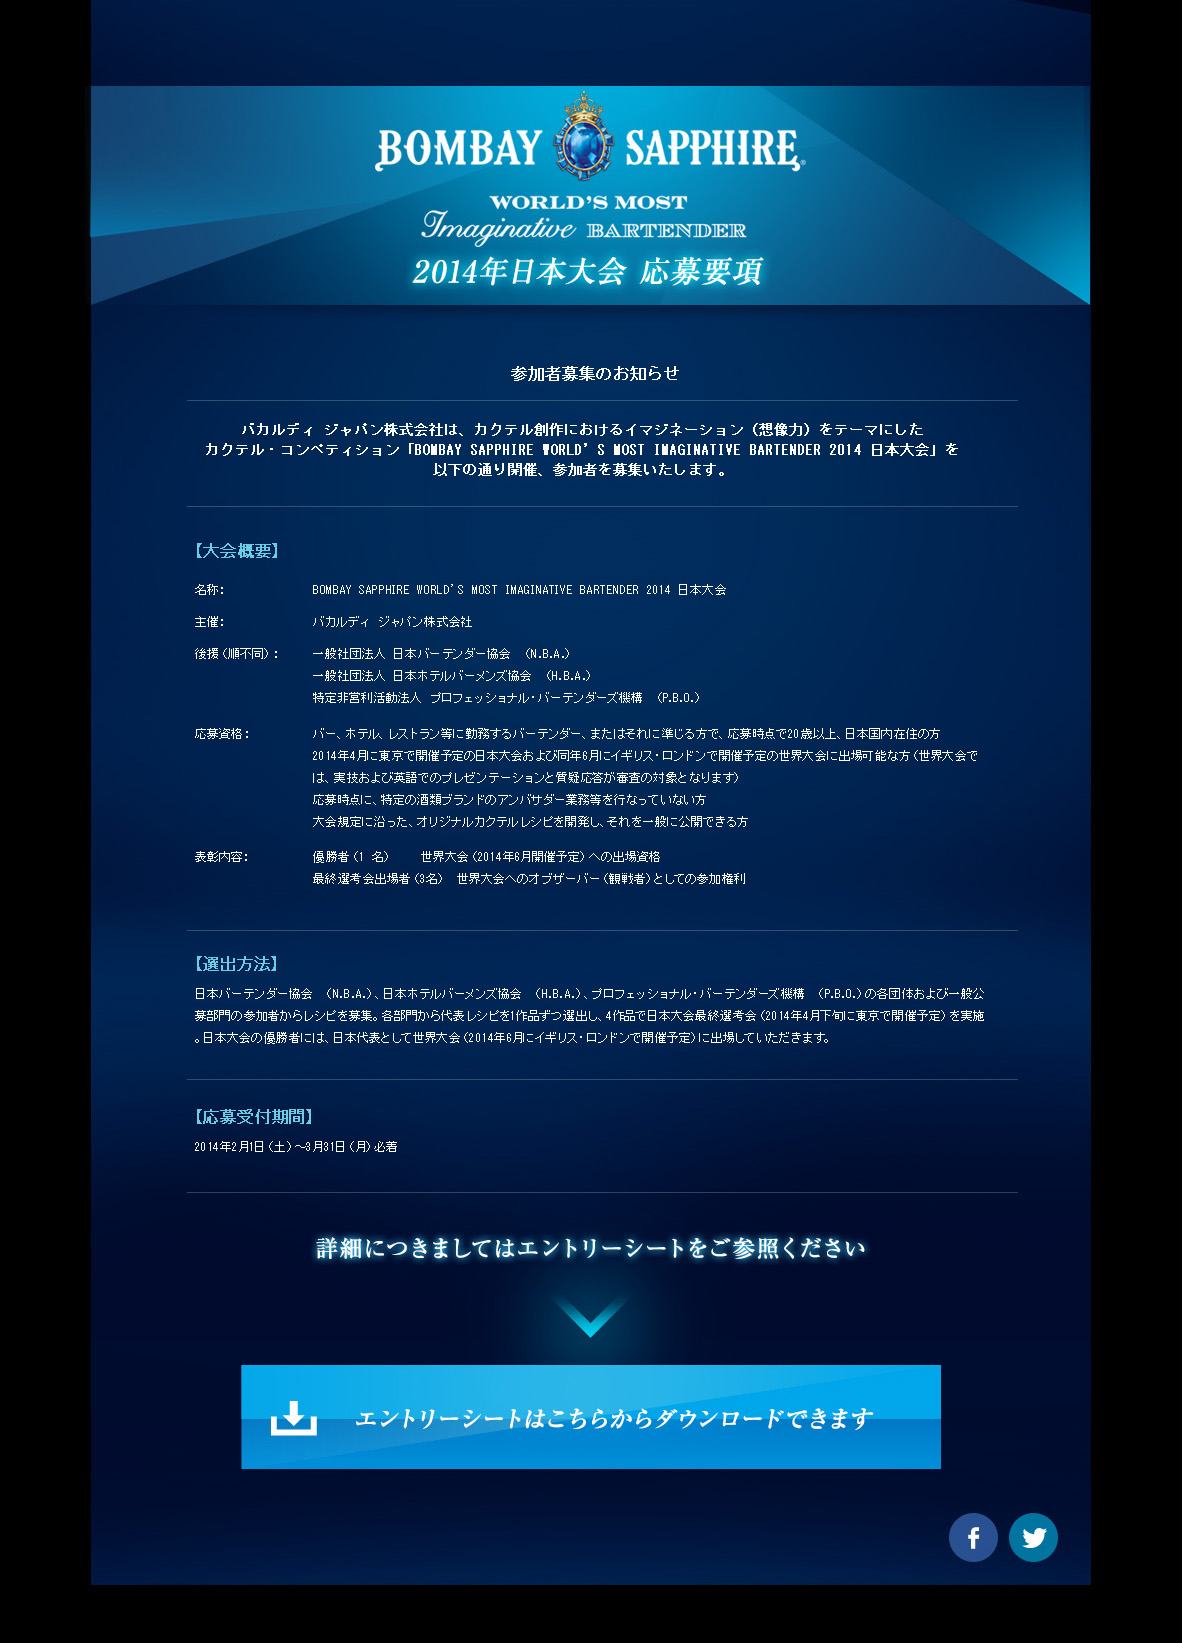 BOMBAY SAPPHIRE®
WORLD'S MOST
Imaginative BARTENDER
2014年日本大会 応募要項
参加者募集のお知らせ
バカルディ ジャパン株式会社は、カクテル創作におけるイマジネーション（想像力）をテーマにした
カクテル・コンペティション「BOMBAY SAPPHIRE WORLD’S MOST IMAGINATIVE BARTENDER 2014 日本大会」を
以下の通り開催、参加者を募集いたします。
【大会概要】
名称： BOMBAY SAPPHIRE WORLD’S MOST IMAGINATIVE BARTENDER 2014 日本大会
主催： バカルディ ジャパン株式会社
後援（順不同）： 一般社団法人 日本バーテンダー協会 （N.B.A.）
一般社団法人 日本ホテルバーメンズ協会 （H.B.A.）
特定非営利活動法人 プロフェッショナル・バーテンダーズ機構 （P.B.O.）
応募資格： バー、ホテル、レストラン等に勤務するバーテンダー、またはそれに準じる方で、応募時点で20歳以上、日本国内在住の方
2014年4月に東京で開催予定の日本大会および同年6月にイギリス・ロンドンで開催予定の世界大会に出場可能な方（世界大会で
は、実技および英語でのプレゼンテーションと質疑応答が審査の対象となります）
応募時点に、特定の酒類ブランドのアンバサダー業務等を行なっていない方
大会規定に沿った、オリジナルカクテルレシピを開発し、それを一般に公開できる方
表彰内容： 優勝者（1 名） 世界大会（2014年6月開催予定）への出場資格
最終選考会出場者（3名） 世界大会へのオブザーバー（観戦者）としての参加権利
【選出方法】
日本バーテンダー協会 （N.B.A.）、日本ホテルバーメンズ協会 （H.B.A.）、プロフェッショナル・バーテンダーズ機構 （P.B.O.）の各団体および一般公
募部門の参加者からレシピを募集。各部門から代表レシピを1作品ずつ選出し、4作品で日本大会最終選考会（2014年4月下旬に東京で開催予定）を実施
。日本大会の優勝者には、日本代表として世界大会（2014年6月にイギリス・ロンドンで開催予定）に出場していただきます。
【応募受付期間】
2014年2月1日（土）～3月31日（月）必着
詳細につきましてはエントリーシートをご参照ください
エントリーシートはこちらからダウンロードできます